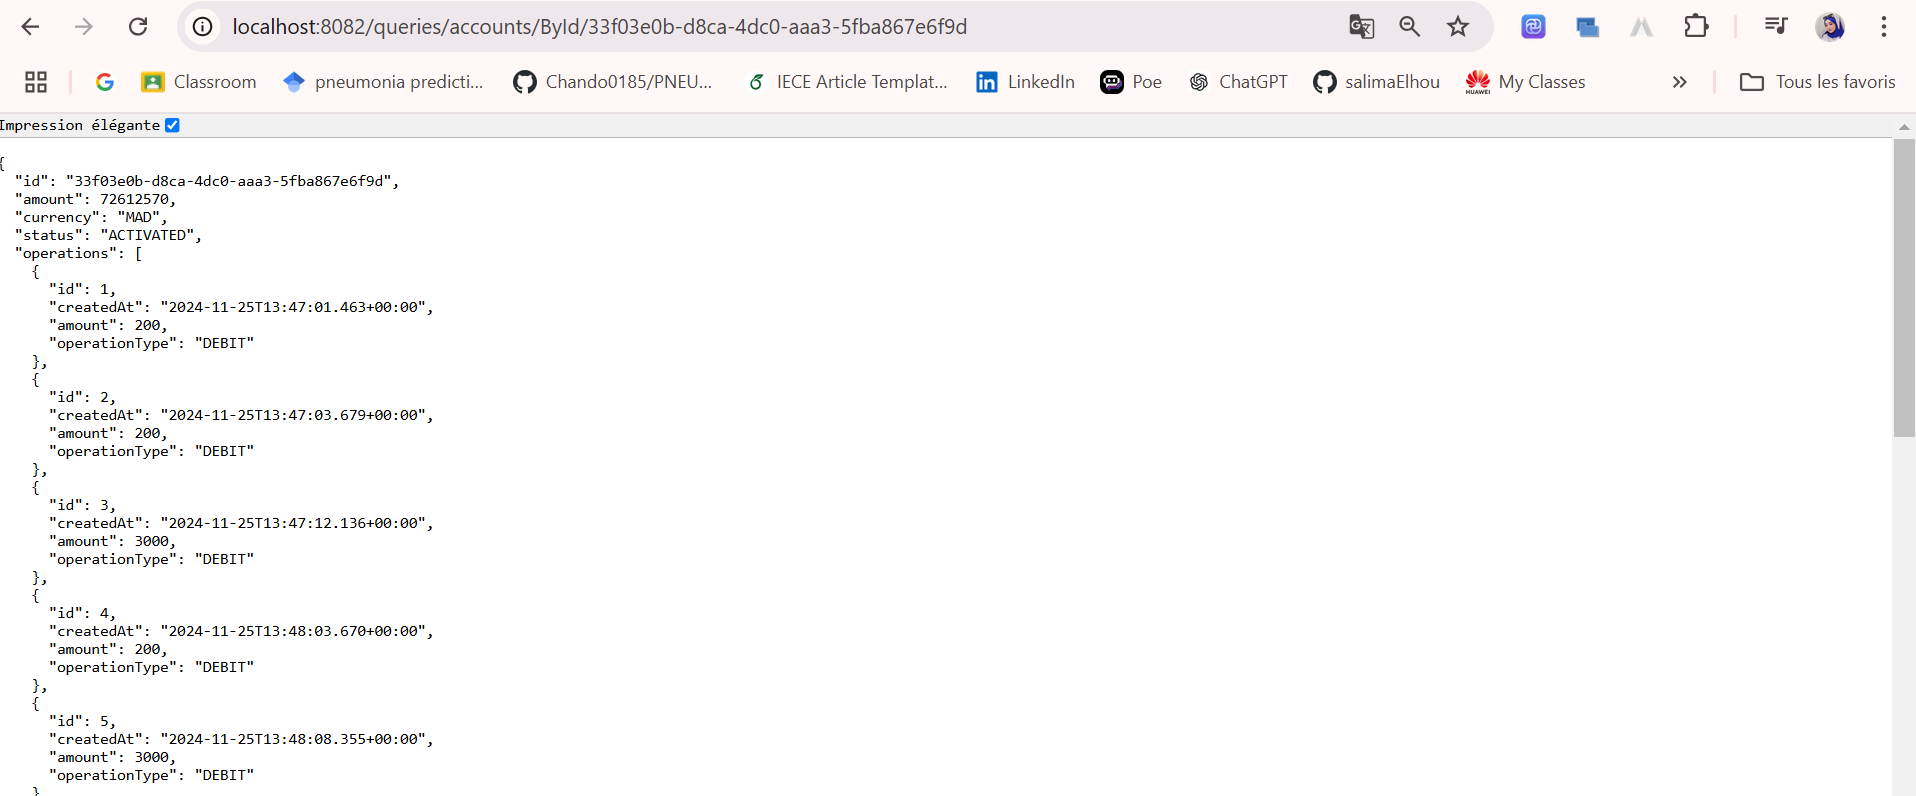 localhost:8082/queries/accounts/ById/33f03e0b-d8ca-4dc0-aaa3-5fba867e6f9d
Classroom pneumonia predicti... Chando0185/PNEU... IECE Article Templat... LinkedIn Poe ChatGPT salimaElhou HUAWEI My Classes » Tous les favoris
Impression élégante
{
"id": "33f03e0b-d8ca-4dc0-aaa3-5fba867e6f9d",
"amount": 72612570,
"currency": "MAD",
"status": "ACTIVATED",
"operations": [
{
"id": 1,
"createdAt": "2024-11-25T13:47:01.463+00:00",
"amount": 200,
"operationType": "DEBIT"
},
{
"id": 2,
"createdAt": "2024-11-25T13:47:03.679+00:00",
"amount": 200,
"operationType": "DEBIT"
},
{
"id": 3,
"createdAt": "2024-11-25T13:47:12.136+00:00",
"amount": 3000,
"operationType": "DEBIT"
},
{
"id": 4,
"createdAt": "2024-11-25T13:48:03.670+00:00",
"amount": 200,
"operationType": "DEBIT"
},
{
"id": 5,
"createdAt": "2024-11-25T13:48:08.355+00:00",
"amount": 3000,
"operationType": "DEBIT"
}